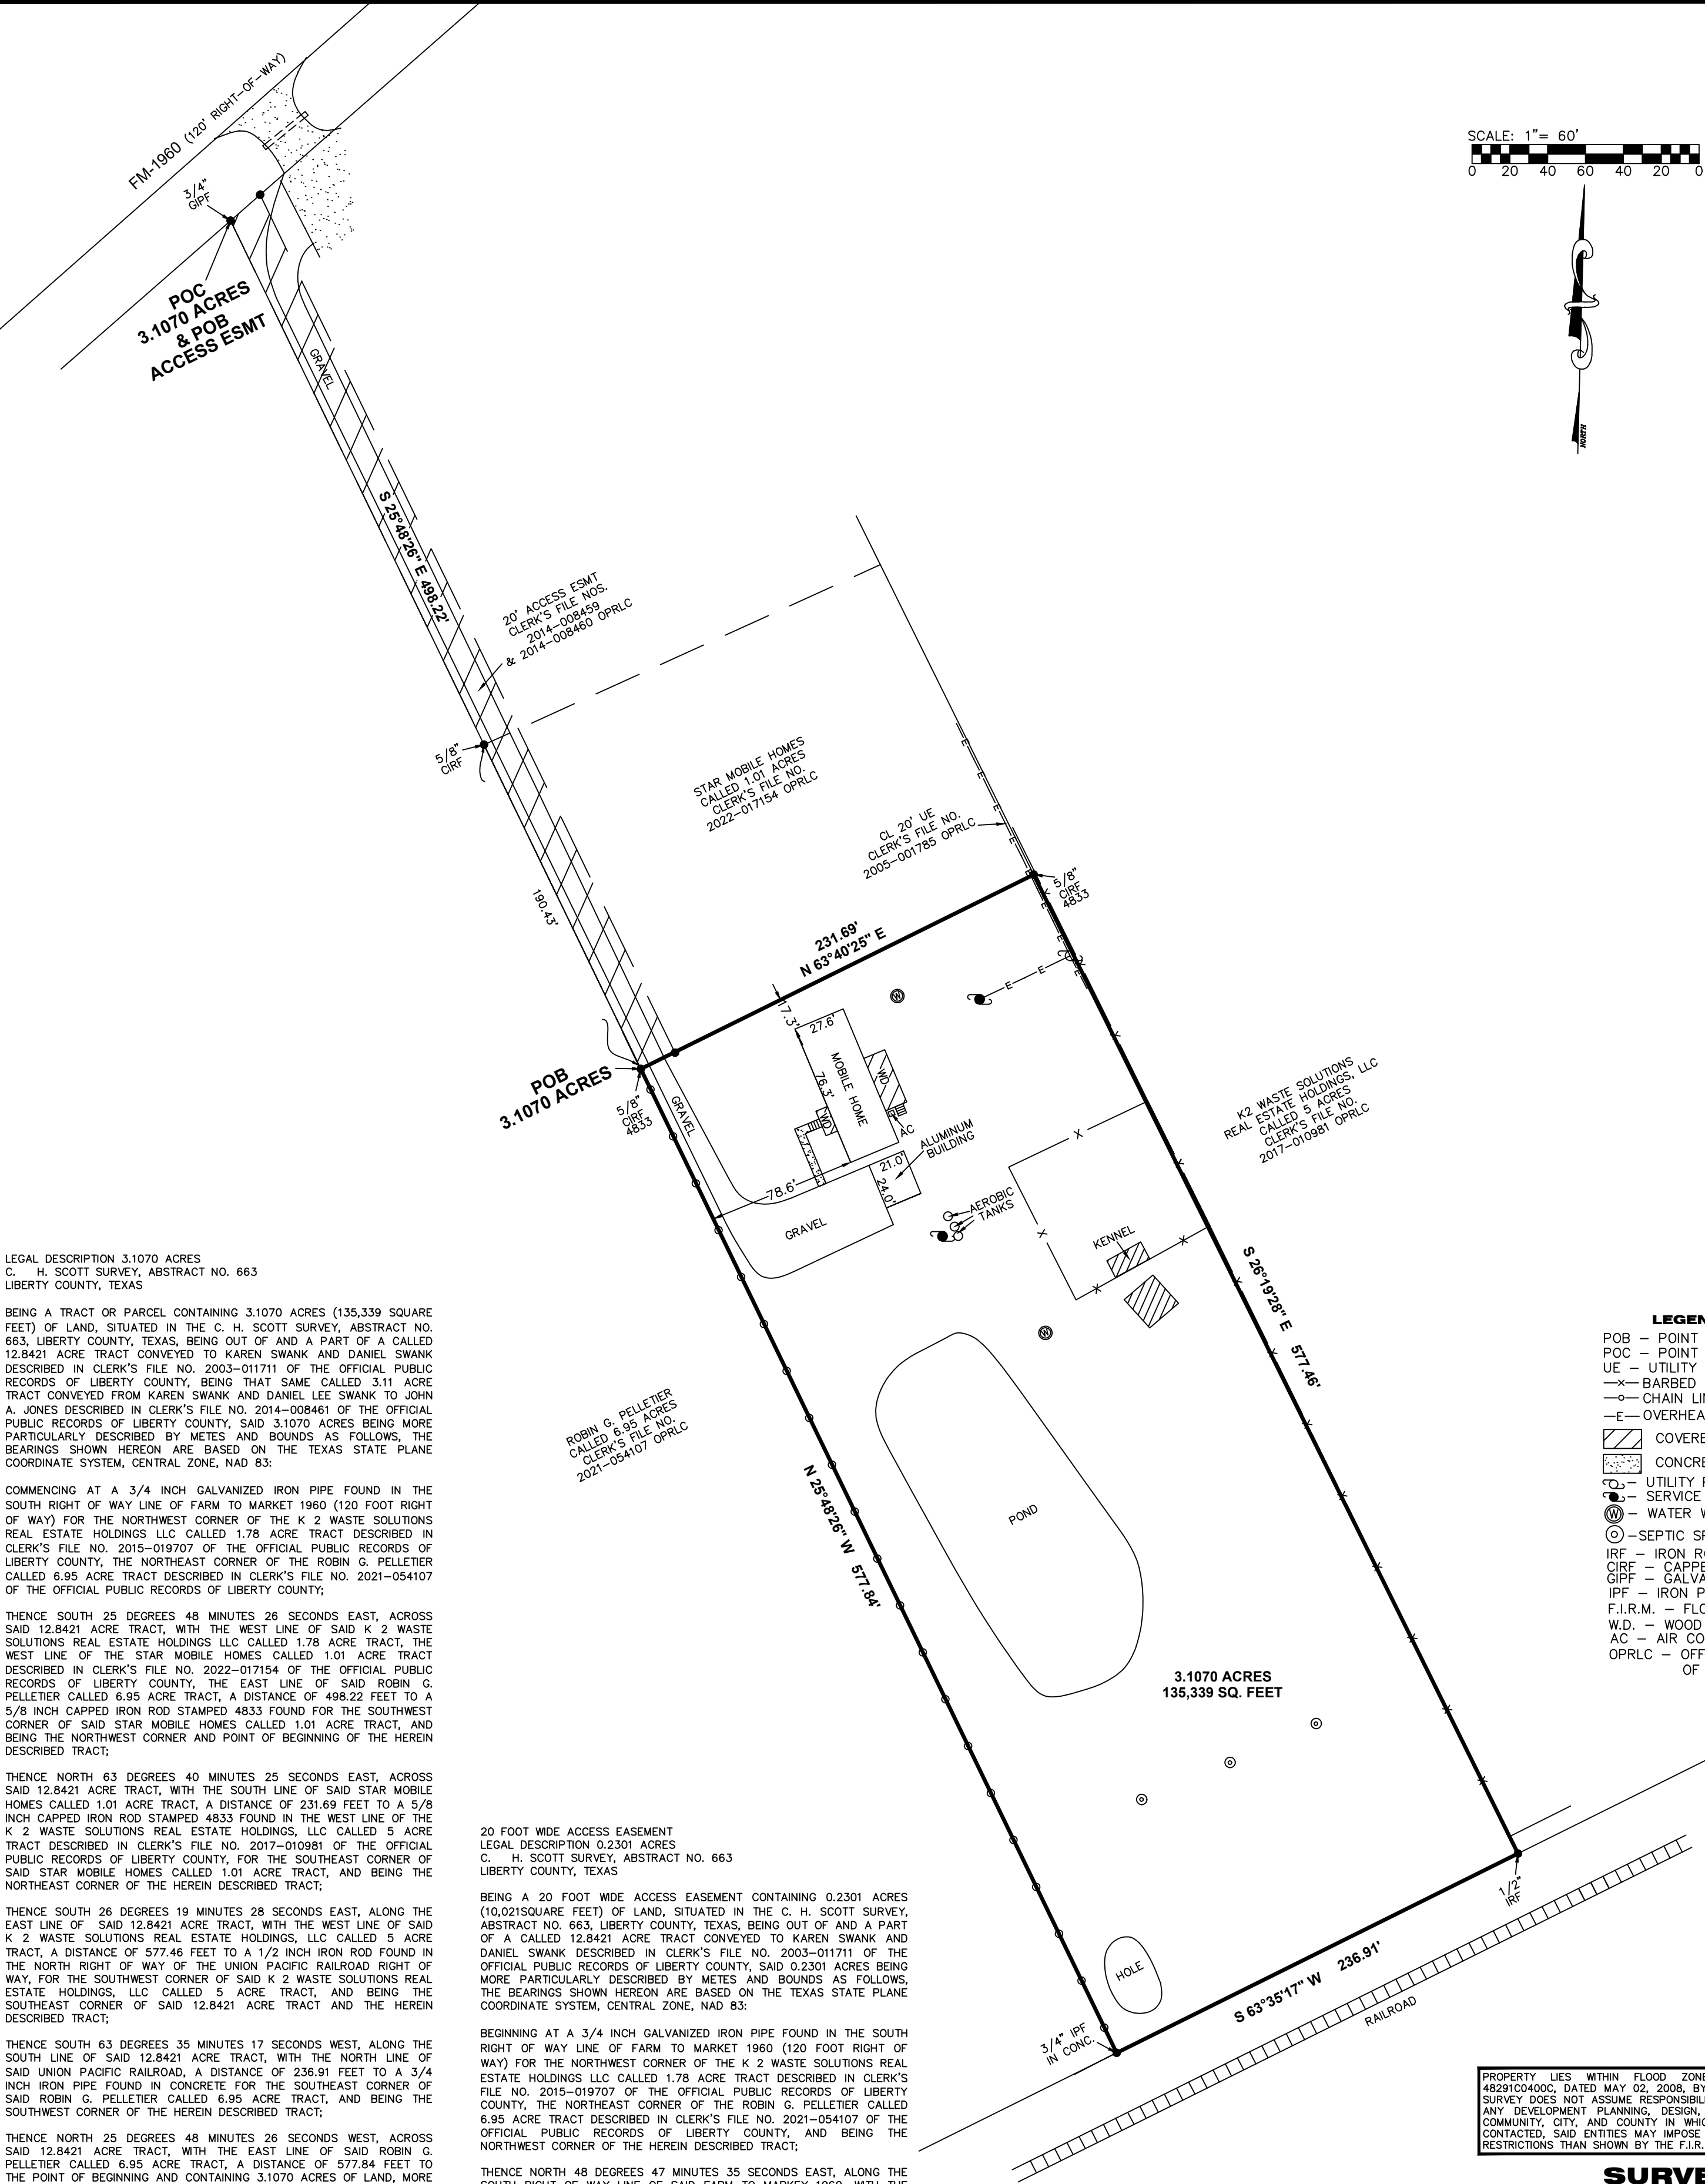 FM-1960 (120' RIGHT-OF-WAY)
3/4"
GIPF
POC
3.1070 ACRES
& POB
ACCESS ESMT
GRAVEL
S 25°48'26" E 498.22'
SCALE: 1"= 60'
0 20 40 60 40 20 0
NORTH
20' ACCESS ESMT
CLERK'S FILE NOS.
2014-008459
& 2014-008460 OPRLC
5/8"
CIRF
STAR MOBILE HOMES
CALLED 1.01 ACRES
CLERK'S FILE NO.
2022-017154 OPRLC
CL 20' UE
CLERK'S FILE NO.
2005-001785 OPRLC
E
E
E
E
5/8"
CIRF
4833
190.43'
231.69'
N 63°40'25" E
W
E
E
17.3'
27.6'
MOBILE HOME
76.3'
WD
WD
AC
POB
3.1070 ACRES
5/8"
CIRF
4833
GRAVEL
ALUMINUM
BUILDING
21.0'
24.0'
78.6'
GRAVEL
AEROBIC
TANKS
X
X
KENNEL
K2 WASTE SOLUTIONS
REAL ESTATE HOLDINGS, LLC
CALLED 5 ACRES
CLERK'S FILE NO.
2017-010981 OPRLC
S 26°19'28" E 577.46'
W
ROBIN G. PELLETIER
CALLED 6.95 ACRES
CLERK'S FILE NO.
2021-054107 OPRLC
N 25°48'26" W 577.84'
POND
3.1070 ACRES
135,339 SQ. FEET
HOLE
3/4" IPF
IN CONC.
S 63°35'17" W 236.91'
RAILROAD
1/2"
IRF
LEGEN
POB – POINT
POC – POINT
UE – UTILITY
—x— BARBED
—o— CHAIN LI
—E— OVERHEA
COVERE
CONCRE
– UTILITY
– SERVICE
W – WATER
–SEPTIC
IRF – IRON
CIRF – CAPPE
GIPF – GALVA
IPF – IRON
F.I.R.M. –
W.D. – WOOD
AC – AIR CO
OPRLC –
OF
LEGAL DESCRIPTION 3.1070 ACRES
C. H. SCOTT SURVEY, ABSTRACT NO. 663
LIBERTY COUNTY, TEXAS
BEING A TRACT OR PARCEL CONTAINING 3.1070 ACRES (135,339 SQUARE
FEET) OF LAND, SITUATED IN THE C. H. SCOTT SURVEY, ABSTRACT NO.
663, LIBERTY COUNTY, TEXAS, BEING OUT OF AND A PART OF A CALLED
12.8421 ACRE TRACT CONVEYED TO KAREN SWANK AND DANIEL SWANK
DESCRIBED IN CLERK'S FILE NO. 2003-011711 OF THE OFFICIAL PUBLIC
RECORDS OF LIBERTY COUNTY, BEING THAT SAME CALLED 3.11 ACRE
TRACT CONVEYED FROM KAREN SWANK AND DANIEL LEE SWANK TO JOHN
A. JONES DESCRIBED IN CLERK'S FILE NO. 2014-008461 OF THE OFFICIAL
PUBLIC RECORDS OF LIBERTY COUNTY, SAID 3.1070 ACRES BEING MORE
PARTICULARLY DESCRIBED BY METES AND BOUNDS AS FOLLOWS, THE
BEARINGS SHOWN HEREON ARE BASED ON THE TEXAS STATE PLANE
COORDINATE SYSTEM, CENTRAL ZONE, NAD 83:
COMMENCING AT A 3/4 INCH GALVANIZED IRON PIPE FOUND IN THE
SOUTH RIGHT OF WAY LINE OF FARM TO MARKET 1960 (120 FOOT RIGHT
OF WAY) FOR THE NORTHWEST CORNER OF THE K 2 WASTE SOLUTIONS
REAL ESTATE HOLDINGS LLC CALLED 1.78 ACRE TRACT DESCRIBED IN
CLERK'S FILE NO. 2015-019707 OF THE OFFICIAL PUBLIC RECORDS OF
LIBERTY COUNTY, THE NORTHEAST CORNER OF THE ROBIN G. PELLETIER
CALLED 6.95 ACRE TRACT DESCRIBED IN CLERK'S FILE NO. 2021-054107
OF THE OFFICIAL PUBLIC RECORDS OF LIBERTY COUNTY;
THENCE SOUTH 25 DEGREES 48 MINUTES 26 SECONDS EAST, ACROSS
SAID 12.8421 ACRE TRACT, WITH THE WEST LINE OF SAID K 2 WASTE
SOLUTIONS REAL ESTATE HOLDINGS LLC CALLED 1.78 ACRE TRACT, THE
WEST LINE OF THE STAR MOBILE HOMES CALLED 1.01 ACRE TRACT
DESCRIBED IN CLERK'S FILE NO. 2022-017154 OF THE OFFICIAL PUBLIC
RECORDS OF LIBERTY COUNTY, THE EAST LINE OF SAID ROBIN G.
PELLETIER CALLED 6.95 ACRE TRACT, A DISTANCE OF 498.22 FEET TO A
5/8 INCH CAPPED IRON ROD STAMPED 4833 FOUND FOR THE SOUTHWEST
CORNER OF SAID STAR MOBILE HOMES CALLED 1.01 ACRE TRACT, AND
BEING THE NORTHWEST CORNER AND POINT OF BEGINNING OF THE HEREIN
DESCRIBED TRACT;
THENCE NORTH 63 DEGREES 40 MINUTES 25 SECONDS EAST, ACROSS
SAID 12.8421 ACRE TRACT, WITH THE SOUTH LINE OF SAID STAR MOBILE
HOMES CALLED 1.01 ACRE TRACT, A DISTANCE OF 231.69 FEET TO A 5/8
INCH CAPPED IRON ROD STAMPED 4833 FOUND IN THE WEST LINE OF THE
K 2 WASTE SOLUTIONS REAL ESTATE HOLDINGS, LLC CALLED 5 ACRE
TRACT DESCRIBED IN CLERK'S FILE NO. 2017-010981 OF THE OFFICIAL
PUBLIC RECORDS OF LIBERTY COUNTY, FOR THE SOUTHEAST CORNER OF
SAID STAR MOBILE HOMES CALLED 1.01 ACRE TRACT, AND BEING THE
NORTHEAST CORNER OF THE HEREIN DESCRIBED TRACT;
THENCE SOUTH 26 DEGREES 19 MINUTES 28 SECONDS EAST, ALONG THE
EAST LINE OF SAID 12.8421 ACRE TRACT, WITH THE WEST LINE OF SAID
K 2 WASTE SOLUTIONS REAL ESTATE HOLDINGS, LLC CALLED 5 ACRE
TRACT, A DISTANCE OF 577.46 FEET TO A 1/2 INCH IRON ROD FOUND IN
THE NORTH RIGHT OF WAY OF THE UNION PACIFIC RAILROAD RIGHT OF
WAY, FOR THE SOUTHWEST CORNER OF SAID K 2 WASTE SOLUTIONS REAL
ESTATE HOLDINGS, LLC CALLED 5 ACRE TRACT, AND BEING THE
SOUTHEAST CORNER OF SAID 12.8421 ACRE TRACT AND THE HEREIN
DESCRIBED TRACT;
THENCE SOUTH 63 DEGREES 35 MINUTES 17 SECONDS WEST, ALONG THE
SOUTH LINE OF SAID 12.8421 ACRE TRACT, WITH THE NORTH LINE OF
SAID UNION PACIFIC RAILROAD, A DISTANCE OF 236.91 FEET TO A 3/4
INCH IRON PIPE FOUND IN CONCRETE FOR THE SOUTHEAST CORNER OF
SAID ROBIN G. PELLETIER CALLED 6.95 ACRE TRACT, AND BEING THE
SOUTHWEST CORNER OF THE HEREIN DESCRIBED TRACT;
THENCE NORTH 25 DEGREES 48 MINUTES 26 SECONDS WEST, ACROSS
SAID 12.8421 ACRE TRACT, WITH THE EAST LINE OF SAID ROBIN G.
PELLETIER CALLED 6.95 ACRE TRACT, A DISTANCE OF 577.84 FEET TO
THE POINT OF BEGINNING AND CONTAINING 3.1070 ACRES OF LAND, MORE
20 FOOT WIDE ACCESS EASEMENT
LEGAL DESCRIPTION 0.2301 ACRES
C. H. SCOTT SURVEY, ABSTRACT NO. 663
LIBERTY COUNTY, TEXAS
BEING A 20 FOOT WIDE ACCESS EASEMENT CONTAINING 0.2301 ACRES
(10,021SQUARE FEET) OF LAND, SITUATED IN THE C. H. SCOTT SURVEY,
ABSTRACT NO. 663, LIBERTY COUNTY, TEXAS, BEING OUT OF AND A PART
OF A CALLED 12.8421 ACRE TRACT CONVEYED TO KAREN SWANK AND
DANIEL SWANK DESCRIBED IN CLERK'S FILE NO. 2003-011711 OF THE
OFFICIAL PUBLIC RECORDS OF LIBERTY COUNTY, SAID 0.2301 ACRES BEING
MORE PARTICULARLY DESCRIBED BY METES AND BOUNDS AS FOLLOWS,
THE BEARINGS SHOWN HEREON ARE BASED ON THE TEXAS STATE PLANE
COORDINATE SYSTEM, CENTRAL ZONE, NAD 83:
BEGINNING AT A 3/4 INCH GALVANIZED IRON PIPE FOUND IN THE SOUTH
RIGHT OF WAY LINE OF FARM TO MARKET 1960 (120 FOOT RIGHT OF
WAY) FOR THE NORTHWEST CORNER OF THE K 2 WASTE SOLUTIONS REAL
ESTATE HOLDINGS LLC CALLED 1.78 ACRE TRACT DESCRIBED IN CLERK'S
FILE NO. 2015-019707 OF THE OFFICIAL PUBLIC RECORDS OF LIBERTY
COUNTY, THE NORTHEAST CORNER OF THE ROBIN G. PELLETIER CALLED
6.95 ACRE TRACT DESCRIBED IN CLERK'S FILE NO. 2021-054107 OF THE
OFFICIAL PUBLIC RECORDS OF LIBERTY COUNTY, AND BEING THE
NORTHWEST CORNER OF THE HEREIN DESCRIBED TRACT;
THENCE NORTH 48 DEGREES 47 MINUTES 35 SECONDS EAST, ALONG THE
SOUTH RIGHT OF WAY LINE OF SAID FARM TO MARKEY 1960, WITH THE
PROPERTY LIES WITHIN FLOOD ZONE
48291C0400C, DATED MAY 02, 2008, BY
SURVEY DOES NOT ASSUME
ANY DEVELOPMENT PLANNING, DESIGN,
COMMUNITY, CITY, AND COUNTY IN
CONTACTED, SAID ENTITIES MAY IMPOSE
RESTRICTIONS THAN SHOWN BY THE F.I.R.
SURVE